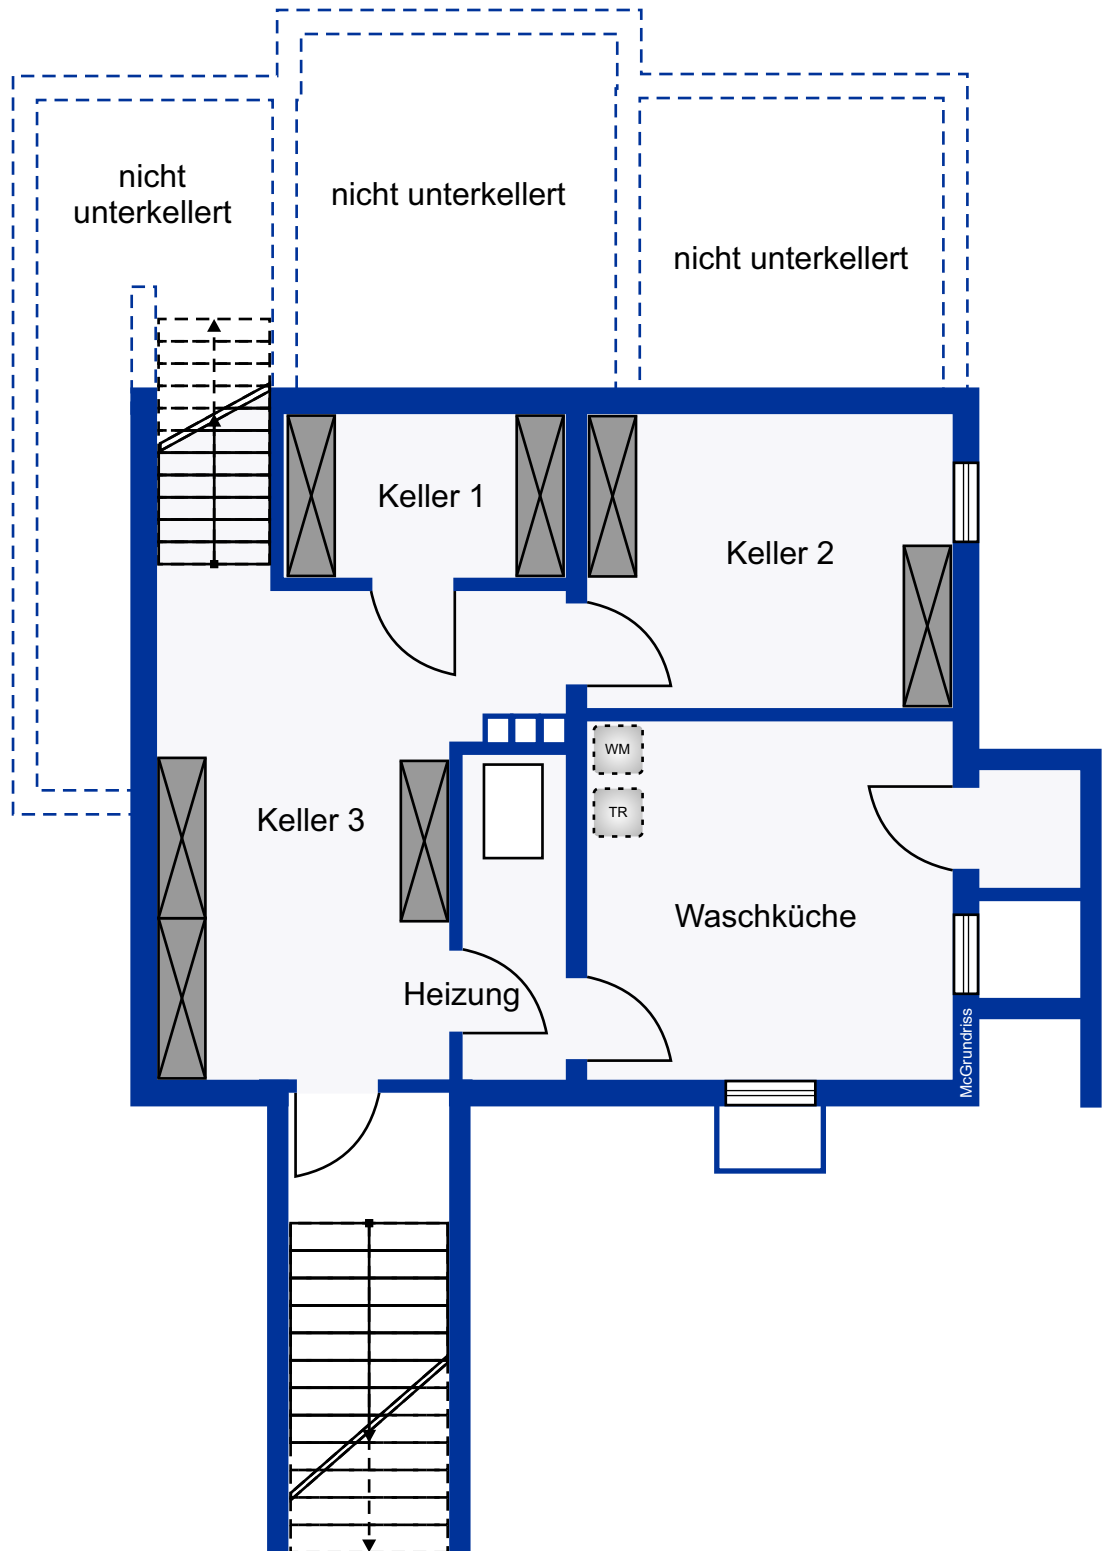 nicht
unterkellert
nicht unterkellert
nicht unterkellert
Keller 1
Keller 2
WM
TR
Keller 3
Waschküche
Heizung
McGrundriss